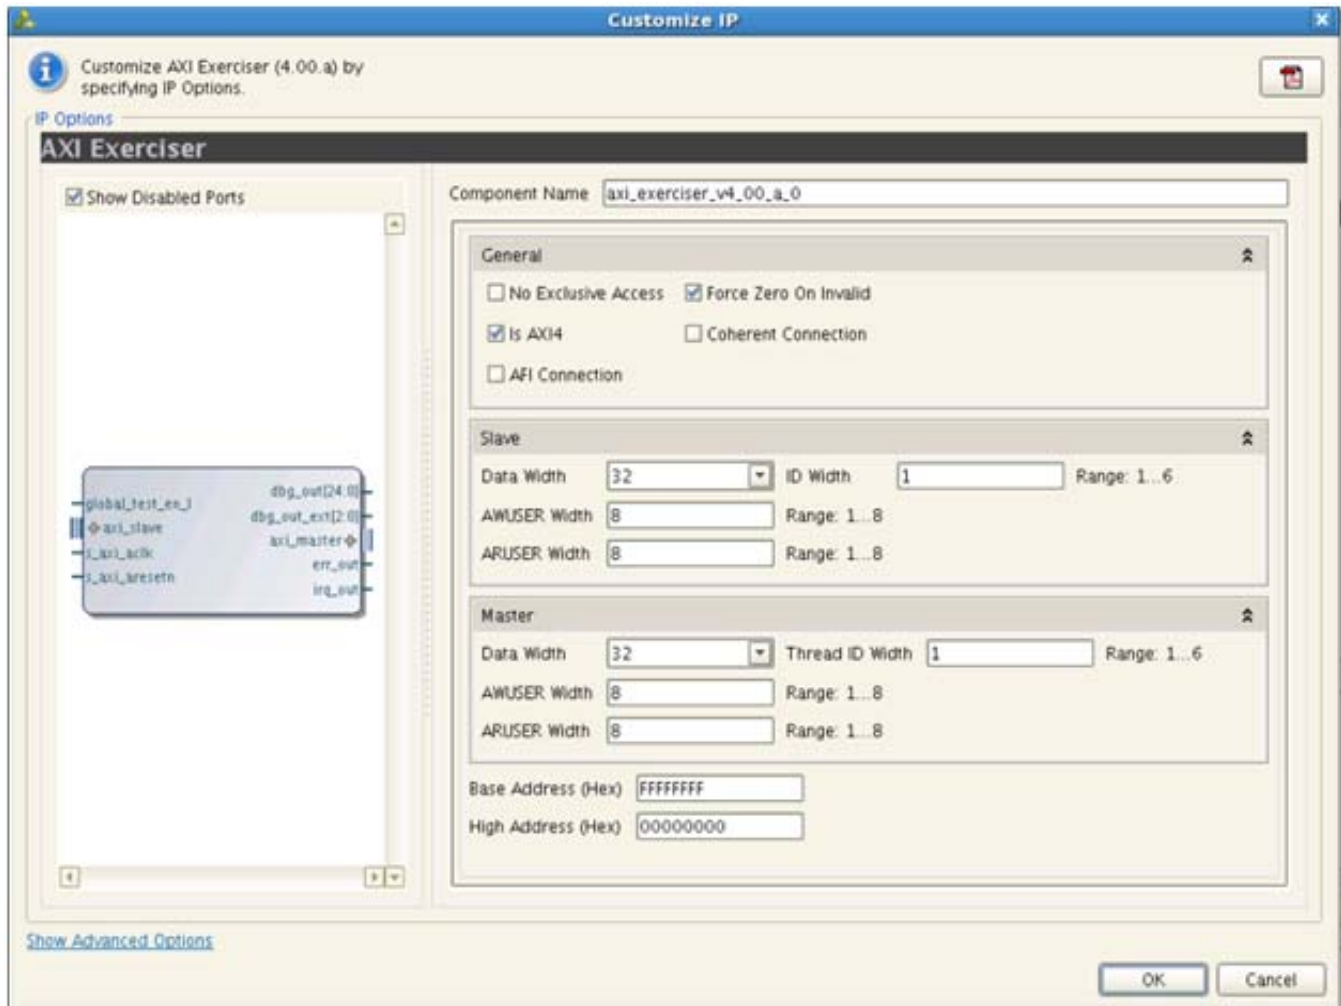 Customize IP
Customize AXI Exerciser (4.00.a) by
specifying IP Options.
IP Options
AXI Exerciser
Show Disabled Ports
global_test_en_l
axi_slave
s_axi_aclk
s_axi_aresetn
dbg_out[24:0]
dbg_out_ext[2:0]
axi_master
err_out
irq_out
Component Name axi_exerciser_v4_00_a_0
General
No Exclusive Access Force Zero On Invalid
Is AXI4 Coherent Connection
AFI Connection
Slave
Data Width 32 ID Width 1 Range: 1...6
AWUSER Width 8 Range: 1...8
ARUSER Width 8 Range: 1...8
Master
Data Width 32 Thread ID Width 1 Range: 1...6
AWUSER Width 8 Range: 1...8
ARUSER Width 8 Range: 1...8
Base Address (Hex) FFFFFFFF
High Address (Hex) 00000000
Show Advanced Options
OK Cancel